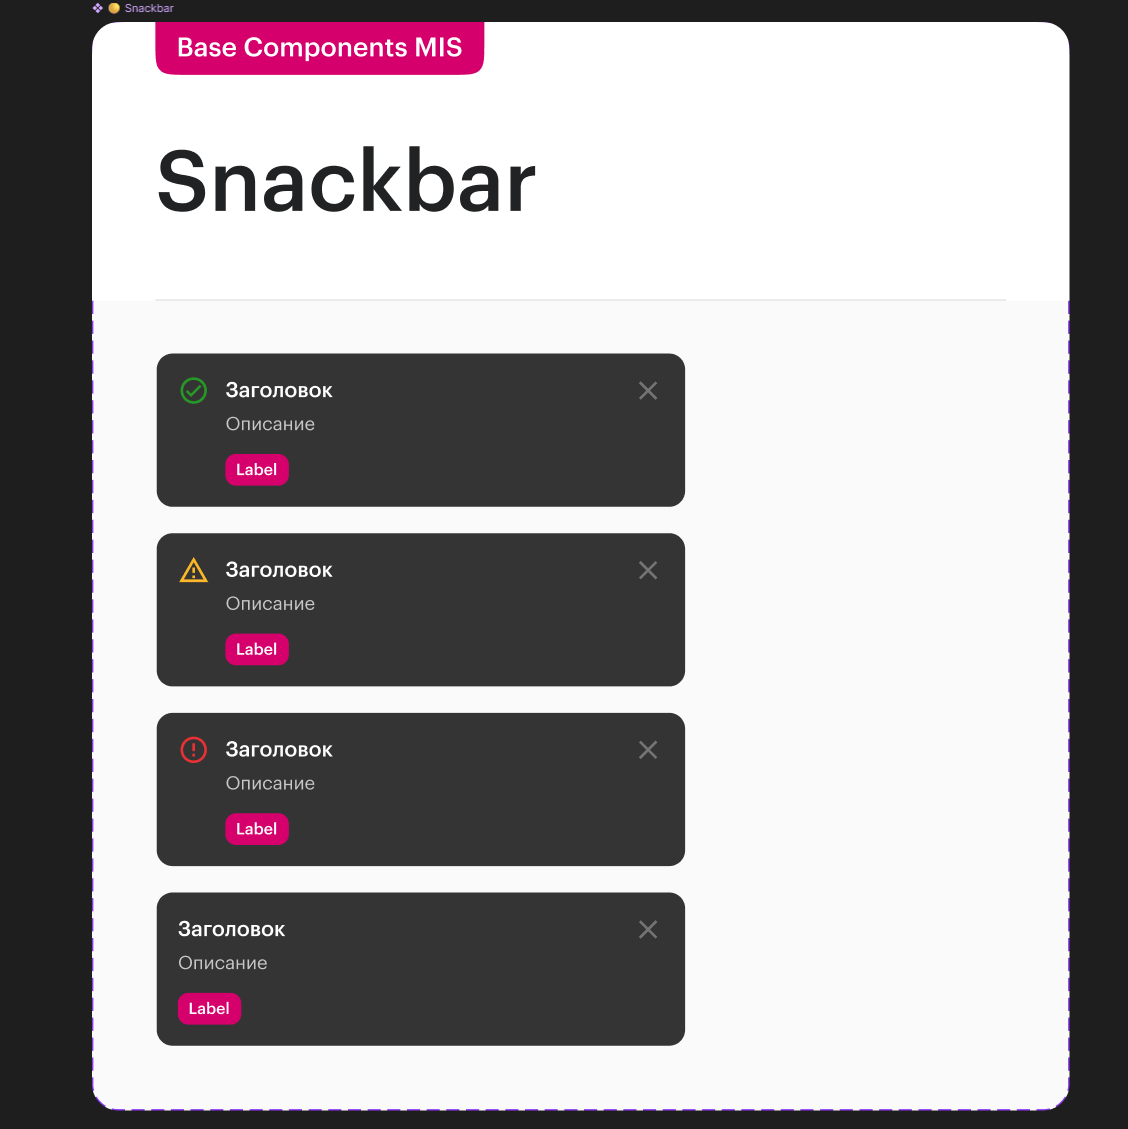 Snackbar
Base Components MIS
Snackbar
Заголовок
Описание
Label
Заголовок
Описание
Label
Заголовок
Описание
Label
Заголовок
Описание
Label